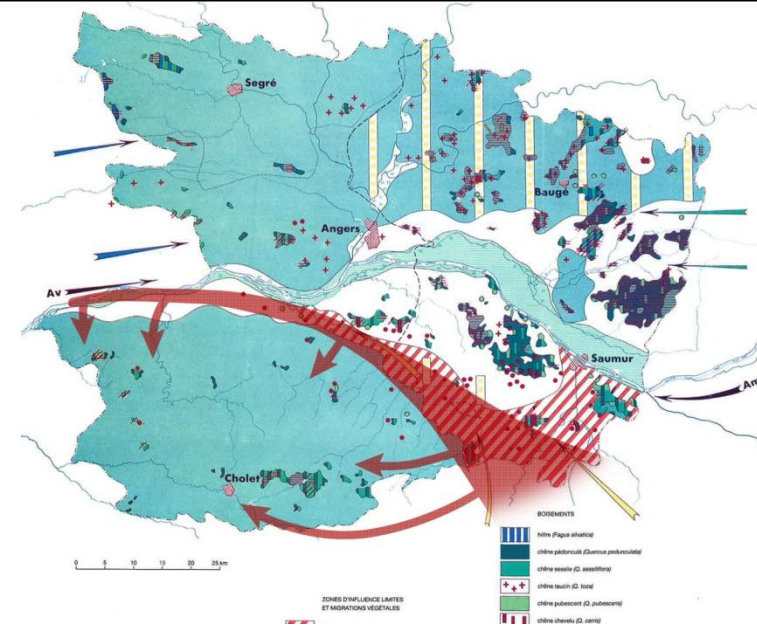 Segré
Baugé
Angers
Av
Saumur
Am
Cholet
0 5 10 15 20 25 km
BOISEMENTS
hêtre (Fagus silvatica)
chêne pédonculé (Quercus pedunculata)
chêne sessile (Q. sessiliflora)
chêne tauzin (Q. toza)
chêne pubescent (Q. pubescens)
chêne chevelu (Q. cerris)
ZONES D'INFLUENCE LIMITES
ET MIGRATIONS VÉGÉTALES